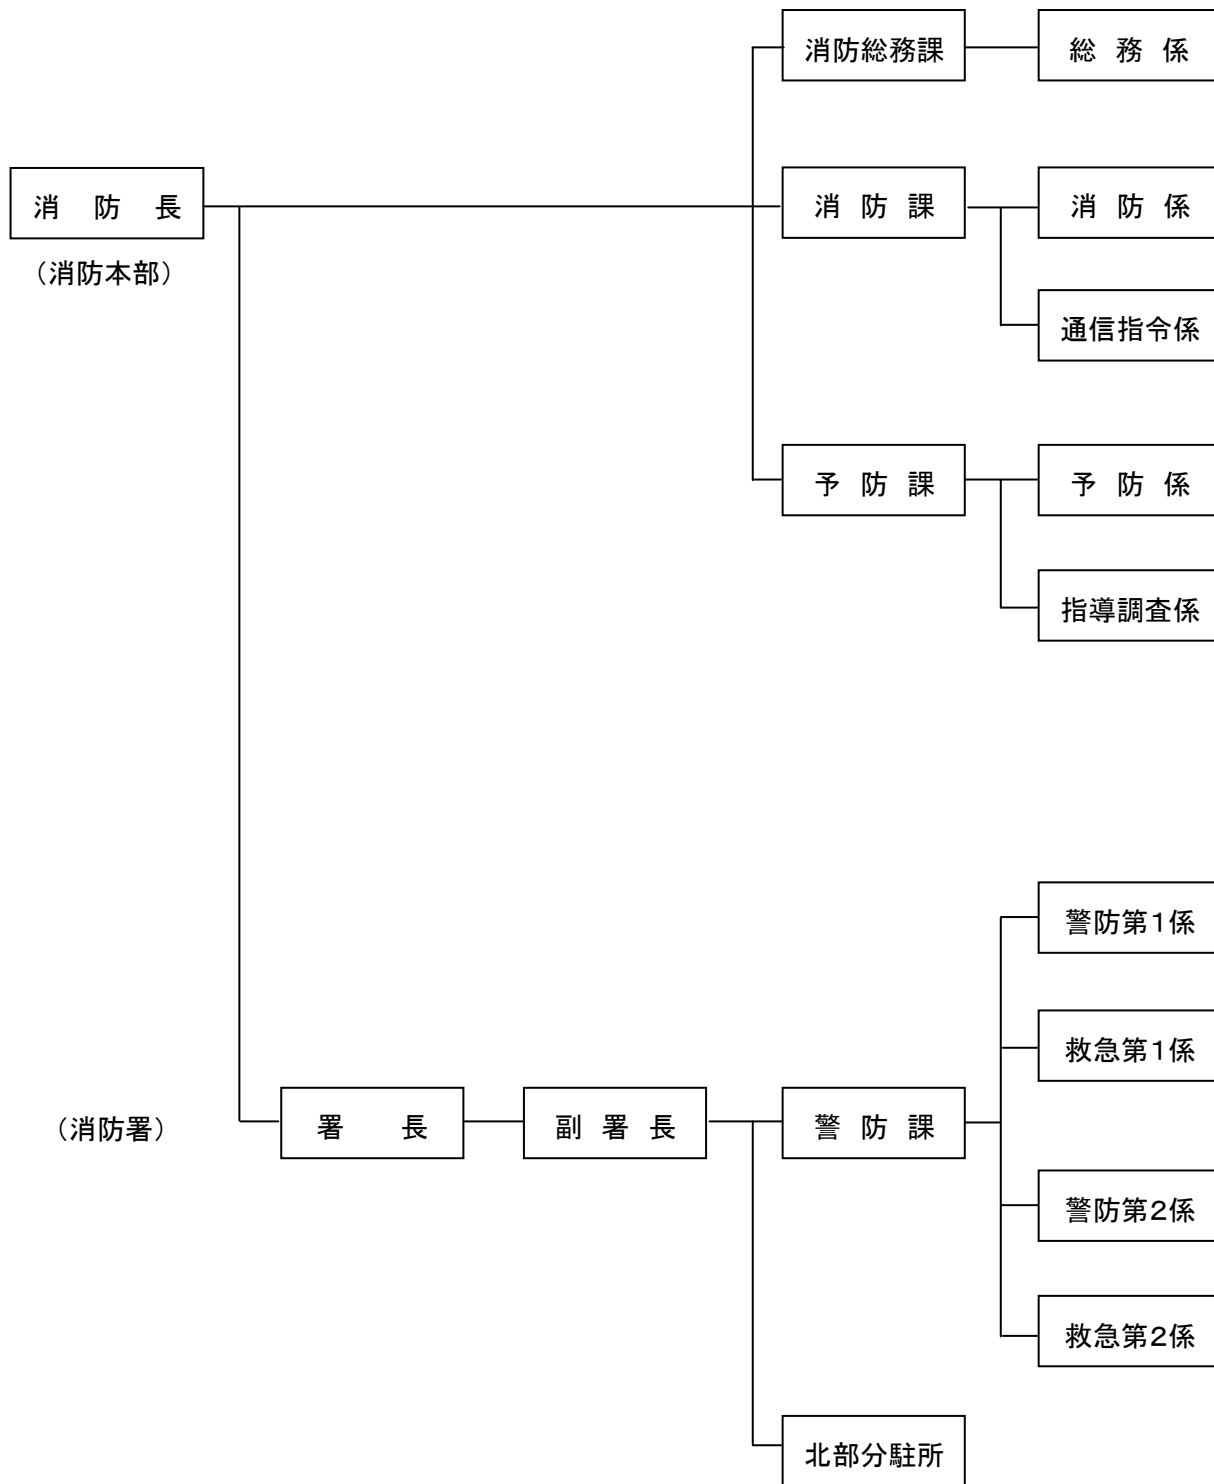 消防総務課 総務係
消防長 消防課 消防係
（消防本部）
通信指令係
予防課 予防係
指導調査係
警防第1係
救急第1係
（消防署） 署長 副署長 警防課
警防第2係
救急第2係
北部分駐所